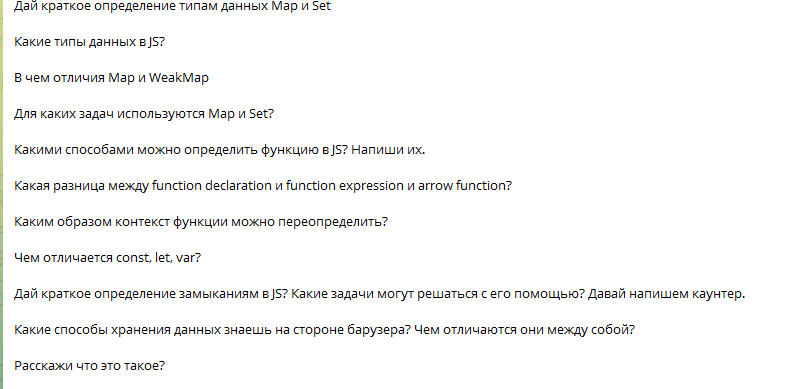 Дай краткое определение типам данных Map и Set
Какие типы данных в JS?
В чем отличия Map и WeakMap
Для каких задач используются Map и Set?
Какими способами можно определить функцию в JS? Напиши их.
Какая разница между function declaration и function expression и arrow function?
Каким образом контекст функции можно переопределить?
Чем отличается const, let, var?
Дай краткое определение замыканиям в JS? Какие задачи могут решаться с его помощью? Давай напишем каунтер.
Какие способы хранения данных знаешь на стороне барузера? Чем отличаются они между собой?
Расскажи что это такое?